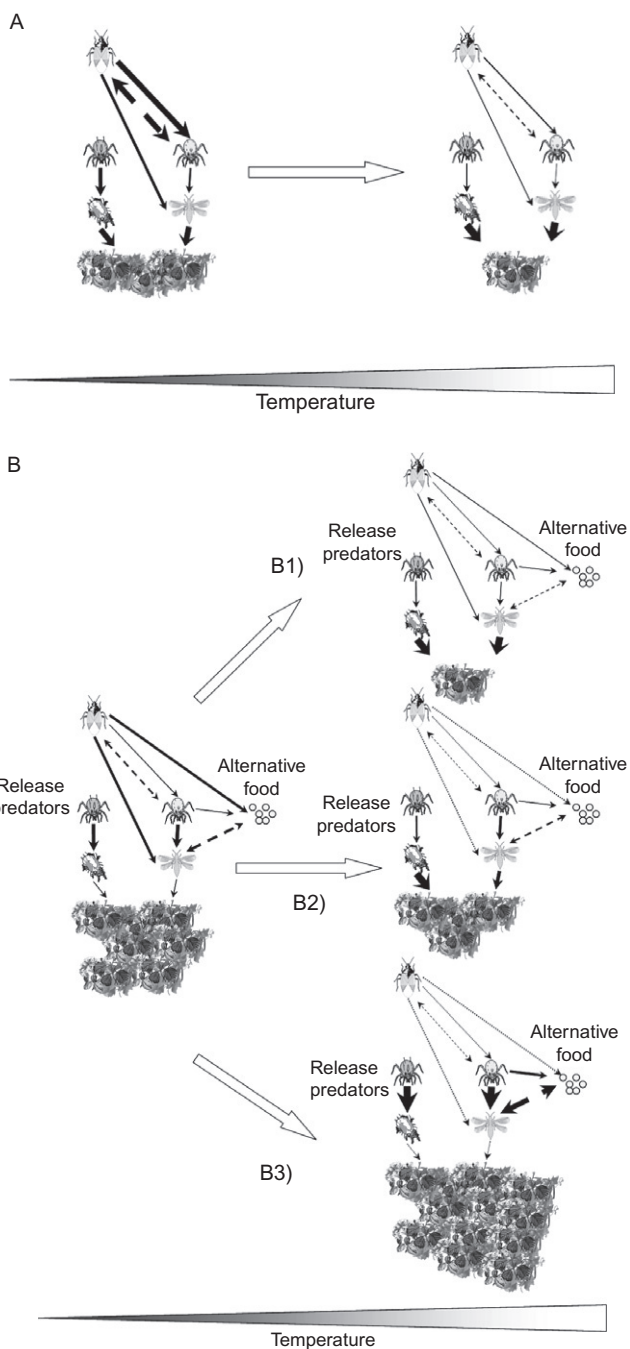 A
Temperature
B
Release
predators
B1)
Alternative
food
Release
predators
Alternative
food
B2)
Release
predators
Alternative
food
B3)
Release
predators
Alternative
food
Temperature